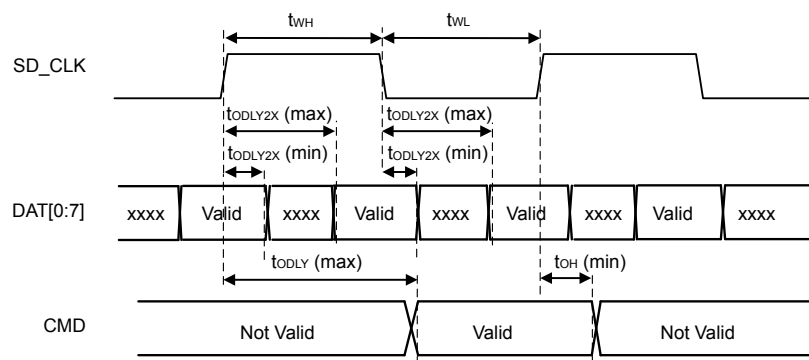 tWH tWL
SD_CLK
tODLY2X (max) tODLY2X (max)
tODLY2X (min) tODLY2X (min)
DAT[0:7] xxxx Valid xxxx Valid xxxx Valid xxxx Valid xxxx
tODLY (max) tOH (min)
CMD Not Valid Valid Not Valid